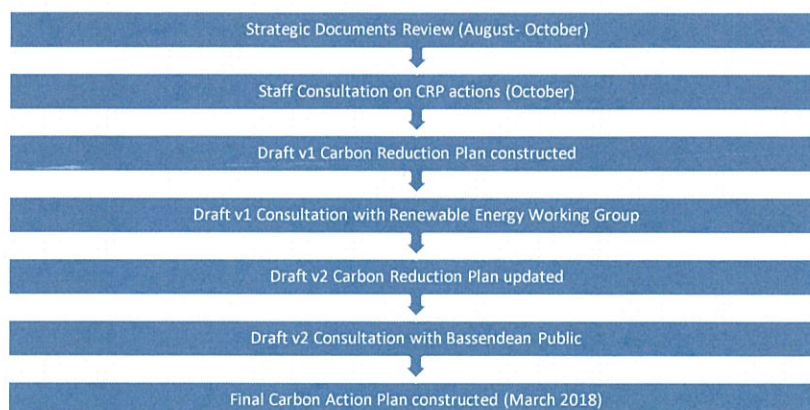 Strategic Documents Review (August- October)
Staff Consultation on CRP actions (October)
Draft v1 Carbon Reduction Plan constructed
Draft v1 Consultation with Renewable Energy Working Group
Draft v2 Carbon Reduction Plan updated
Draft v2 Consultation with Bassendean Public
Final Carbon Action Plan constructed (March 2018)